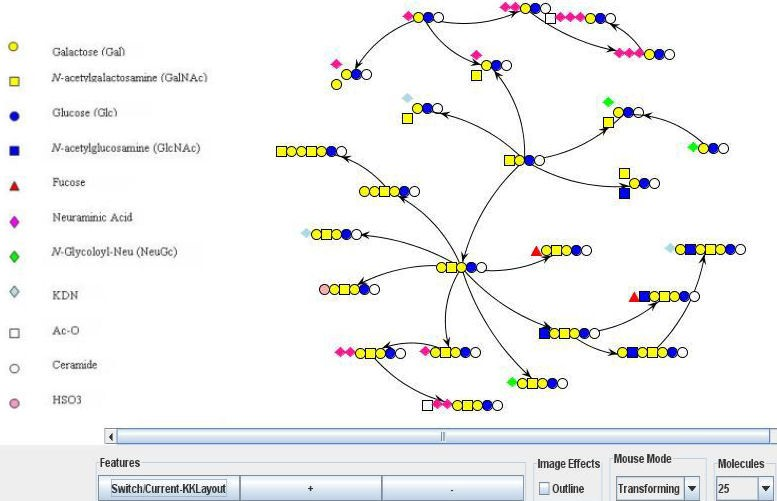 Galactose (Gal)
N-acetylgalactosamine (GalNAc)
Glucose (Glc)
N-acetylglucosamine (GlcNAc)
Fucose
Neuraminic Acid
N-Glycoloyl-Neu (NeuGc)
KDN
Ac-O
Ceramide
HSO3
Features
Switch/Current-KKLayout
+
-
Image Effects
Outline
Mouse Mode
Transforming
Molecules
25